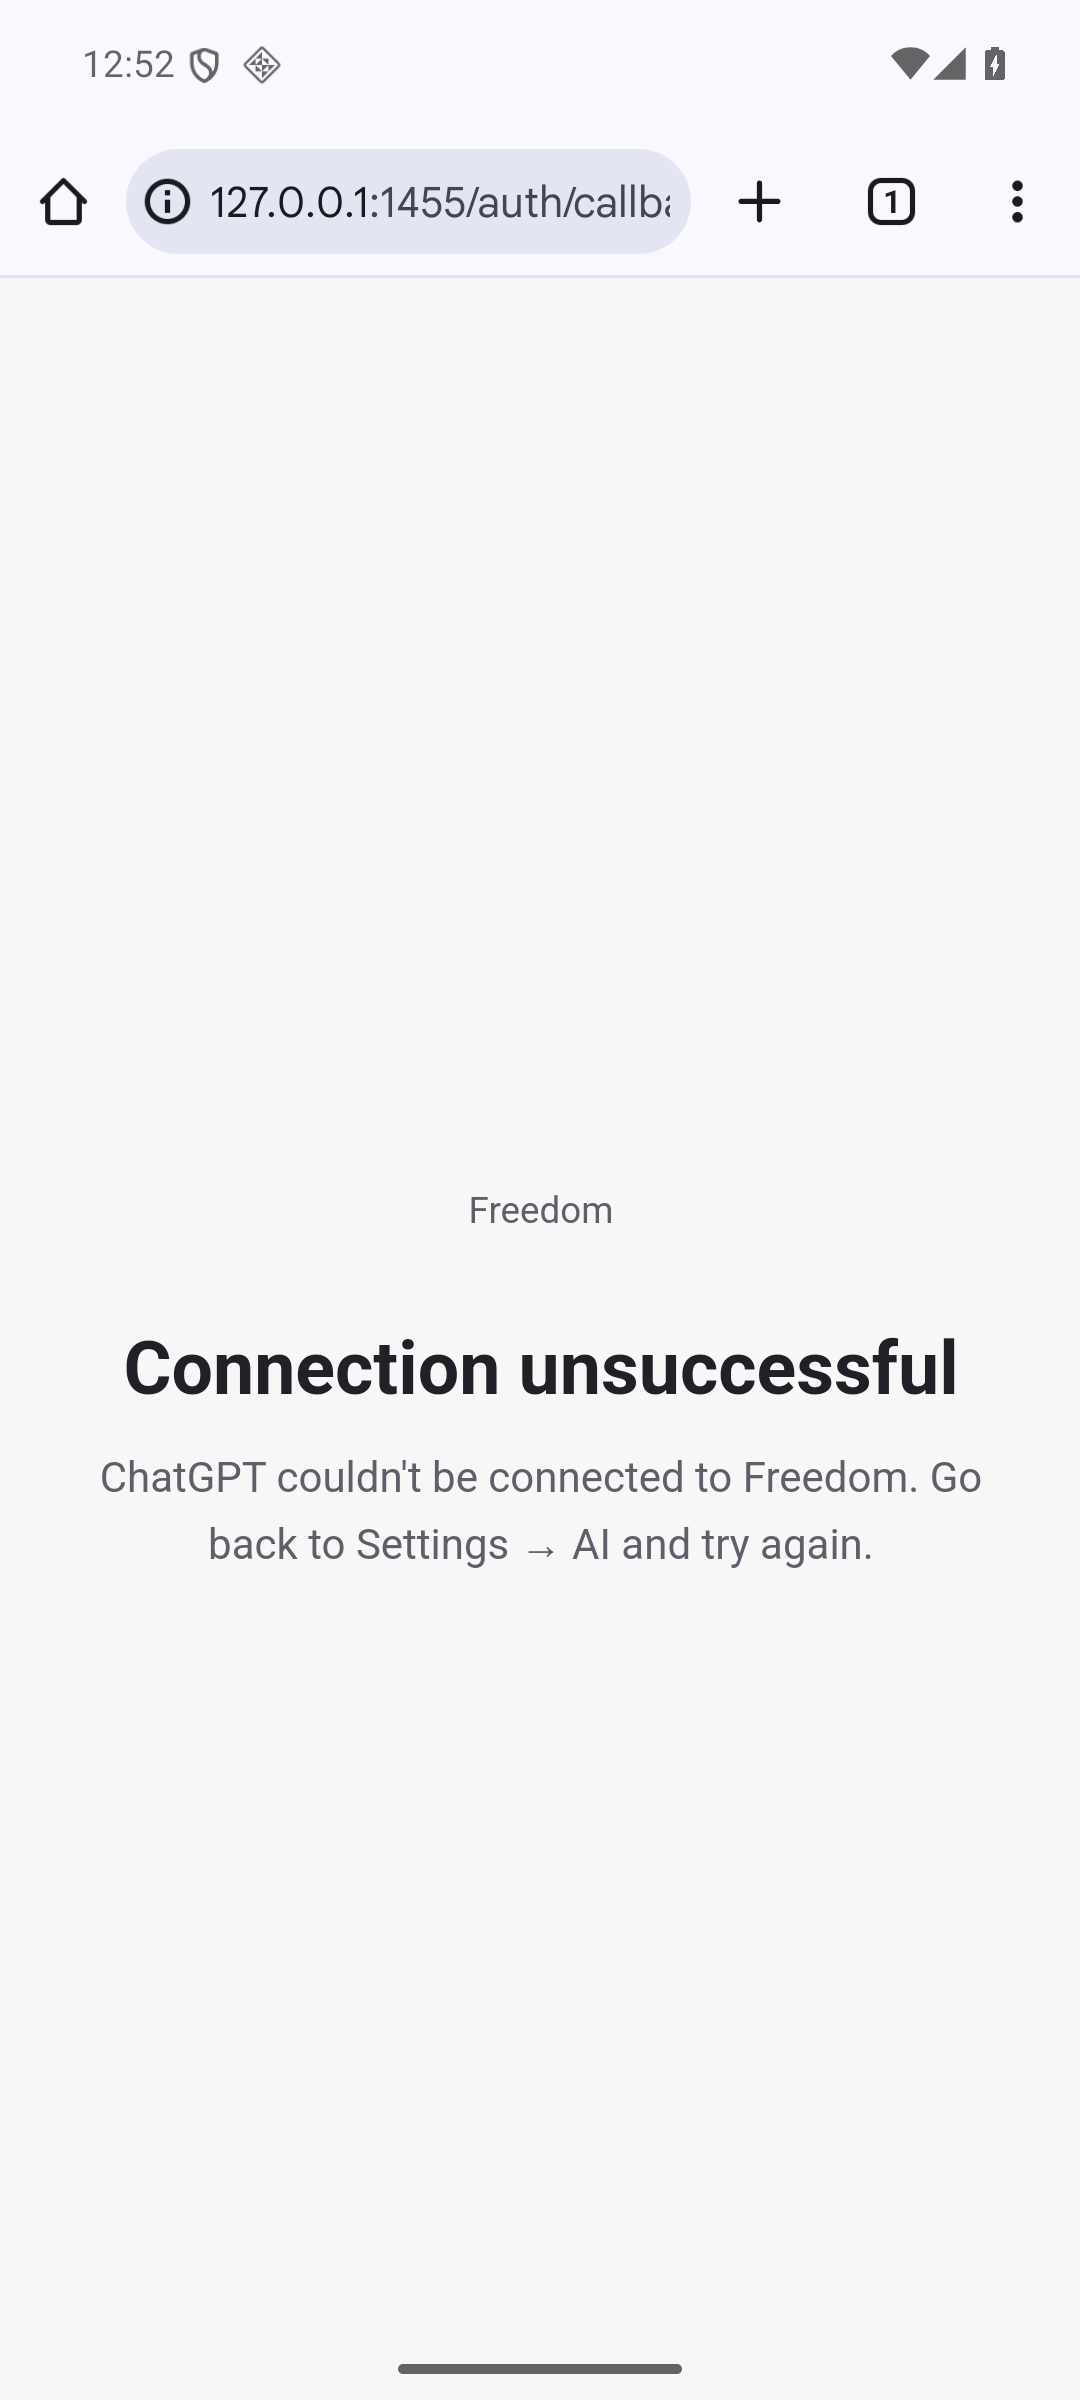 12:52
127.0.0.1:1455/auth/callba
1
Freedom
Connection unsuccessful
ChatGPT couldn't be connected to Freedom. Go
back to Settings → AI and try again.